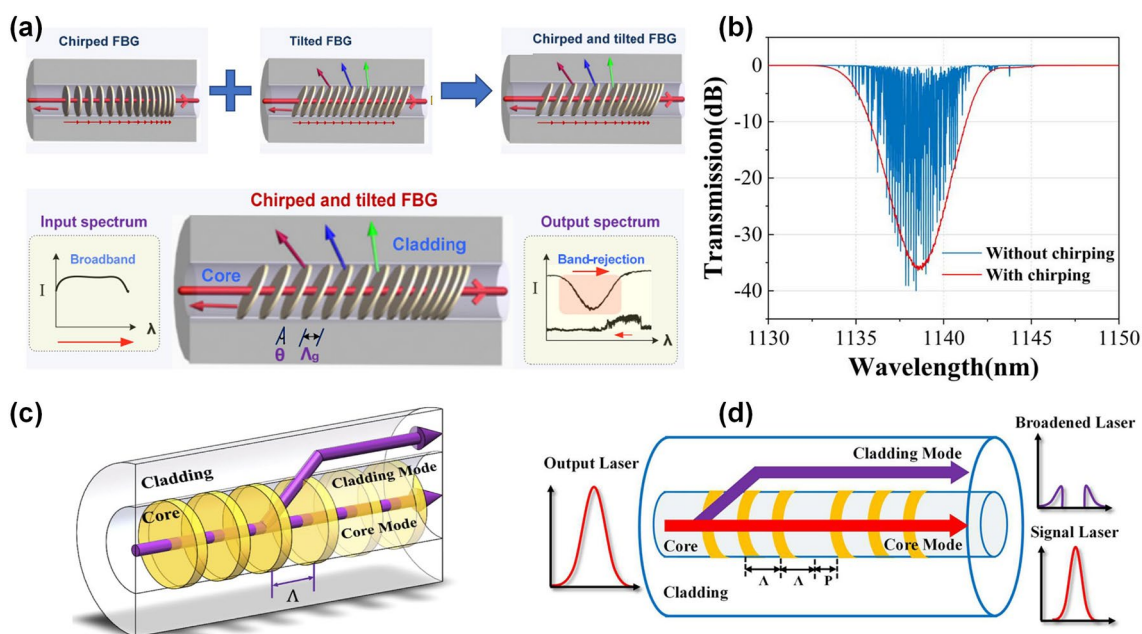 (a)
Chirped FBG
Tilted FBG
Chirped and tilted FBG
Chirped and tilted FBG
Input spectrum
Broadband
I
λ
Core
Cladding
θ
Λg
Output spectrum
Band-rejection
I
λ
(b)
Transmission(dB)
0
-10
-20
-30
-40
Without chirping
With chirping
1130
1135
1140
1145
1150
Wavelength(nm)
(c)
Cladding
Core
Cladding Mode
Core Mode
Λ
(d)
Output Laser
Cladding Mode
Core
Core Mode
Λ
Λ
P
Cladding
Broadened Laser
Signal Laser